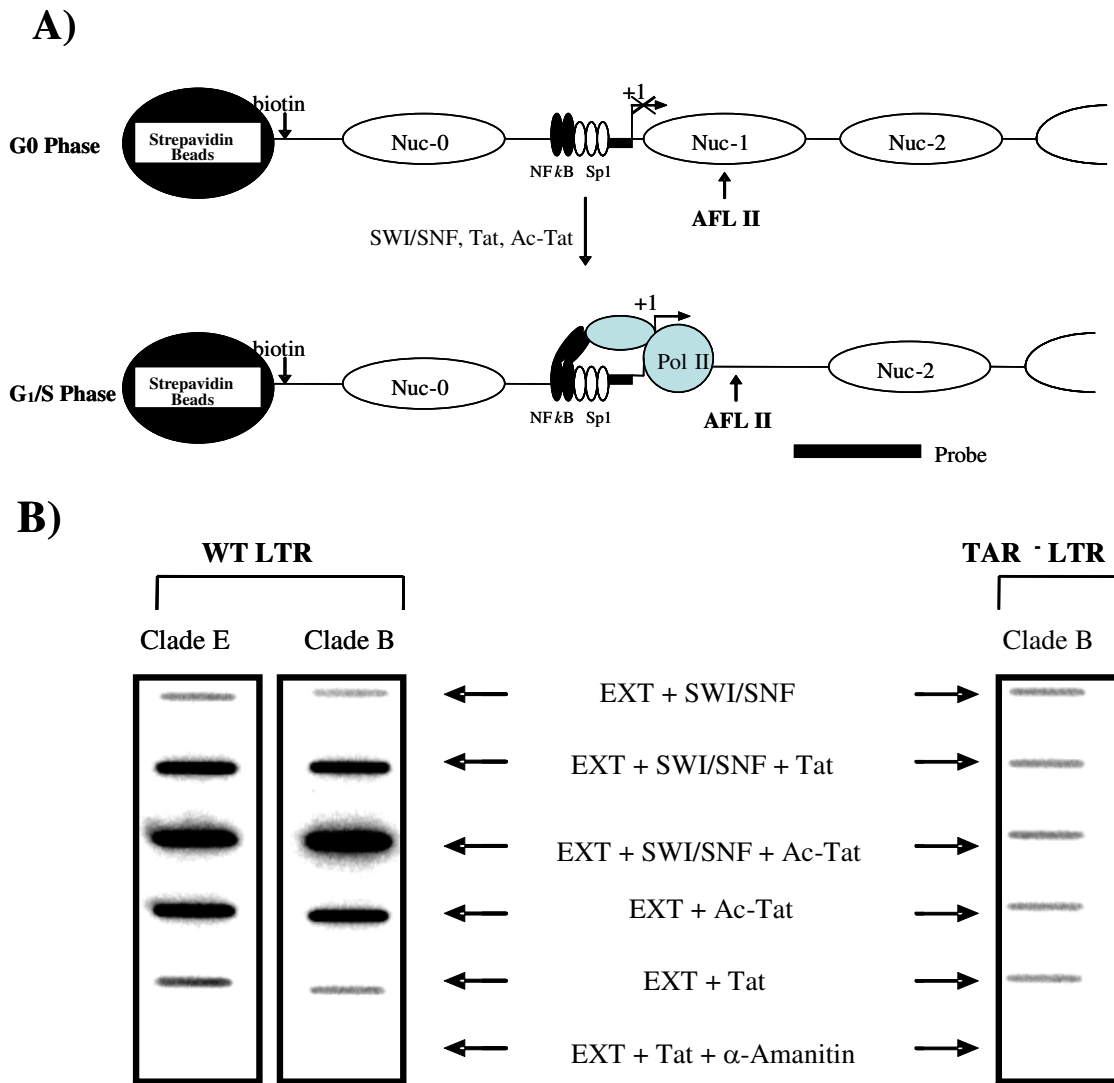 A)
+1
biotin
G0 Phase
Strepavidin
Beads
Nuc-0
Nuc-1
Nuc-2
NFkB
Sp1
AFL II
SWI/SNF, Tat, Ac-Tat
+1
biotin
G1/S Phase
Strepavidin
Beads
Nuc-0
Pol II
Nuc-2
NFkB
Sp1
AFL II
Probe
B)
WT LTR
TAR - LTR
Clade E
Clade B
Clade B
EXT + SWI/SNF
EXT + SWI/SNF + Tat
EXT + SWI/SNF + Ac-Tat
EXT + Ac-Tat
EXT + Tat
EXT + Tat + α-Amanitin